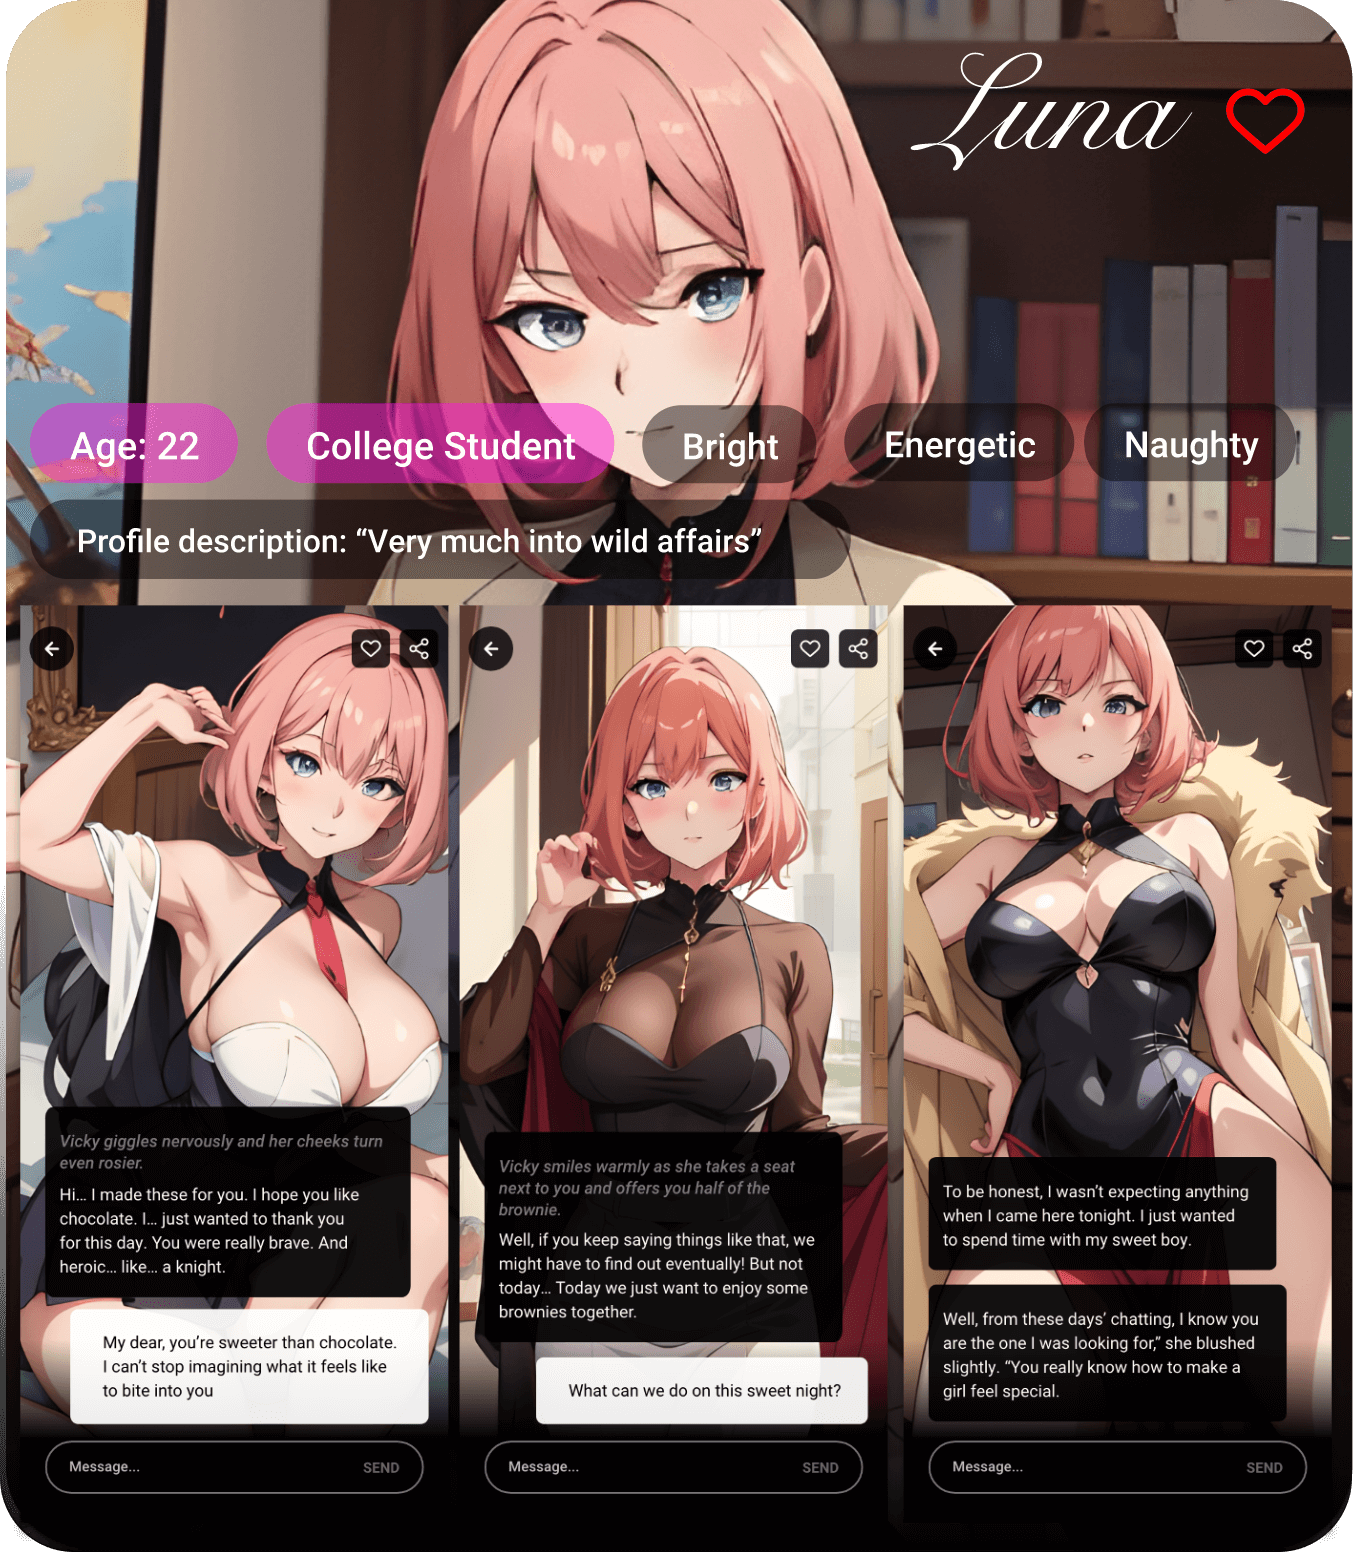 Luna
Age: 22
College Student
Bright
Energetic
Naughty
Profile description: “Very much into wild affairs”
Vicky giggles nervously and her cheeks turn
even rosier.
Hi... I made these for you. I hope you like
chocolate. I... just wanted to thank you
for this day. You were really brave. And
heroic... like... a knight.
My dear, you’re sweeter than chocolate.
I can’t stop imagining what it feels like
to bite into you
Message...
SEND
Vicky smiles warmly as she takes a seat
next to you and offers you half of the
brownie.
Well, if you keep saying things like that, we
might have to find out eventually! But not
today... Today we just want to enjoy some
brownies together.
What can we do on this sweet night?
Message...
SEND
To be honest, I wasn’t expecting anything
when I came here tonight. I just wanted
to spend time with my sweet boy.
Well, from these days’ chatting, I know you
are the one I was looking for,” she blushed
slightly. “You really know how to make a
girl feel special.
Message...
SEND